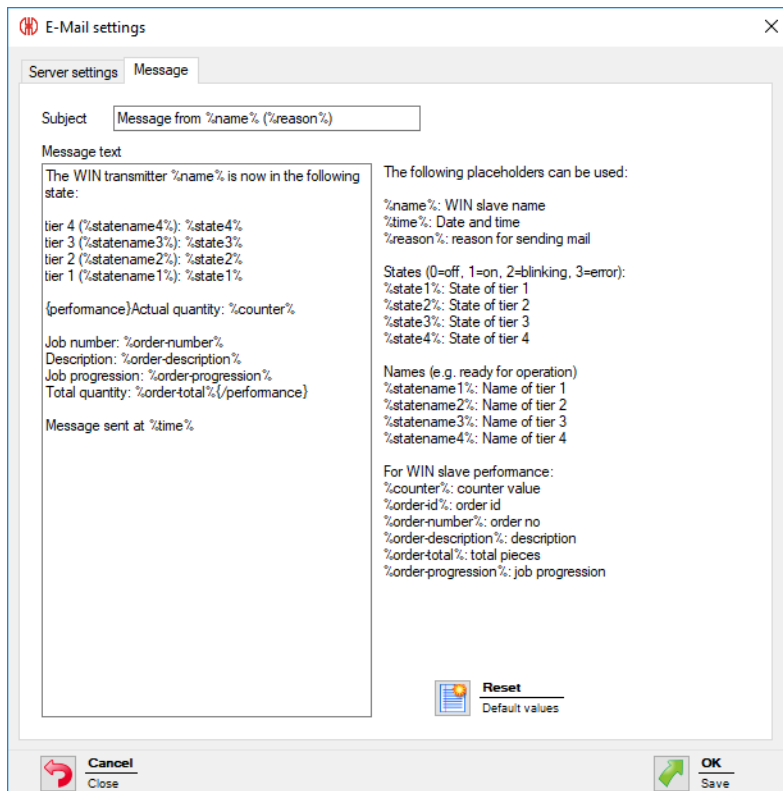 E-Mail settings
Server settings
Message
Subject
Message from %name% (%reason%)
Message text
The WIN transmitter %name% is now in the following
state:
tier 4 (%statename4%): %state4%
tier 3 (%statename3%): %state3%
tier 2 (%statename2%): %state2%
tier 1 (%statename1%): %state1%
{performance}Actual quantity: %counter%
Job number: %order-number%
Description: %order-description%
Job progression: %order-progression%
Total quantity: %order-total%{/performance}
Message sent at %time%
The following placeholders can be used:
%name%: WIN slave name
%time%: Date and time
%reason%: reason for sending mail
States (0=off, 1=on, 2=blinking, 3=error):
%state1%: State of tier 1
%state2%: State of tier 2
%state3%: State of tier 3
%state4%: State of tier 4
Names (e.g. ready for operation)
%statename1%: Name of tier 1
%statename2%: Name of tier 2
%statename3%: Name of tier 3
%statename4%: Name of tier 4
For WIN slave performance:
%counter%: counter value
%order-id%: order id
%order-number%: order no
%order-description%: description
%order-total%: total pieces
%order-progression%: job progression
Reset
Default values
Cancel
Close
OK
Save